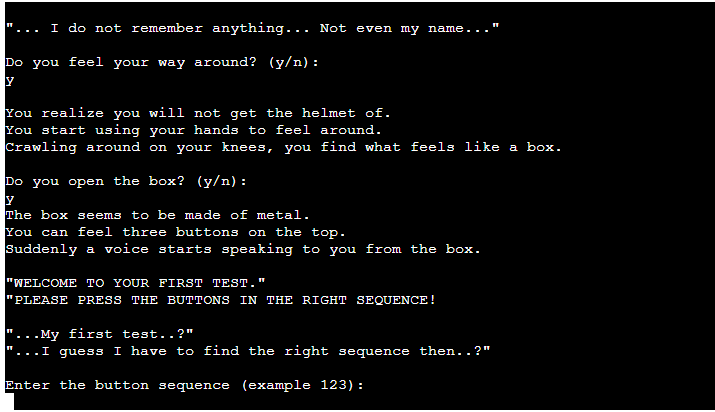 "... I do not remember anything... Not even my name..."
Do you feel your way around? (y/n):
y
You realize you will not get the helmet of.
You start using your hands to feel around.
Crawling around on your knees, you find what feels like a box.
Do you open the box? (y/n):
y
The box seems to be made of metal.
You can feel three buttons on the top.
Suddenly a voice starts speaking to you from the box.
"WELCOME TO YOUR FIRST TEST."
"PLEASE PRESS THE BUTTONS IN THE RIGHT SEQUENCE!
"...My first test..?"
"...I guess I have to find the right sequence then..?"
Enter the button sequence (example 123):